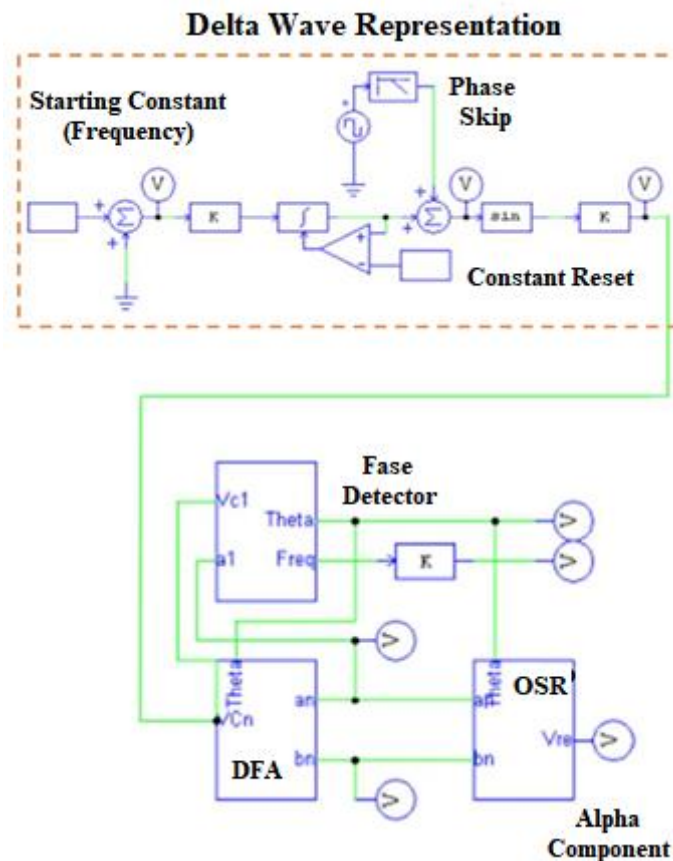 Delta Wave Representation
Starting Constant
(Frequency)
Phase
Skip
+
+
+
+
+
V
V
V
Σ
K
∫
Σ
sin
K
+
−
Constant Reset
Fase
Detector
Vc1
Theta
a1
Freq
K
V
V
V
Theta
an
VCn
bn
DFA
V
Theta
OSR
an
bn
Vre
V
Alpha
Component